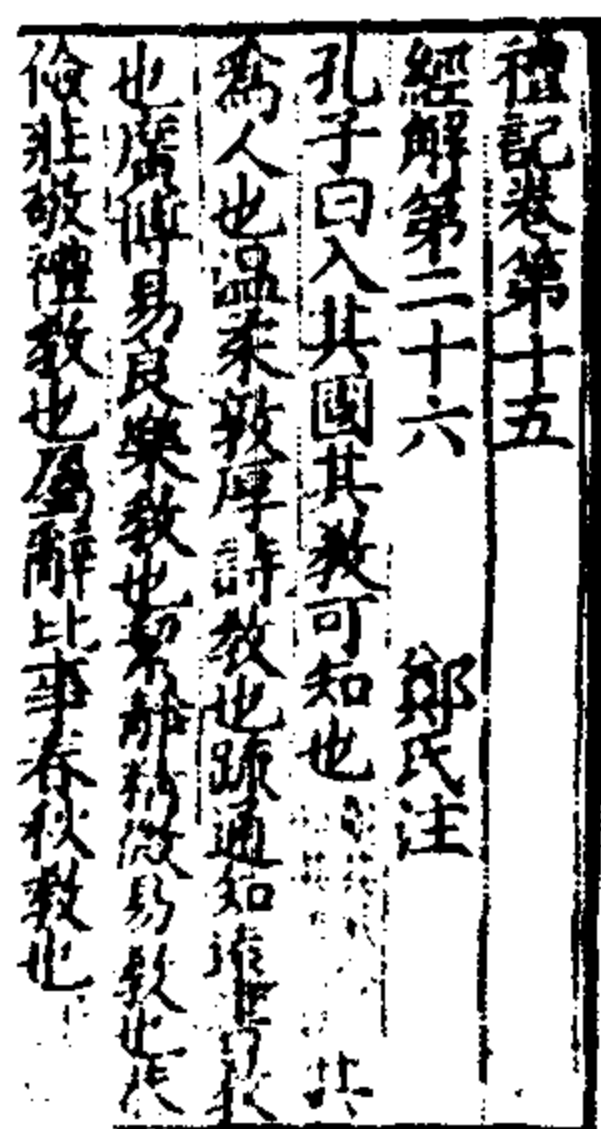 禮記卷第十五
經解第二十六 鄭氏注
孔子曰入其國其教可知也 其
爲人也溫柔敦厚詩教也疏通知遠書教
也廣博易良樂教也絜靜精微易教也恭
儉莊敬禮教也屬辭比事春秋教也